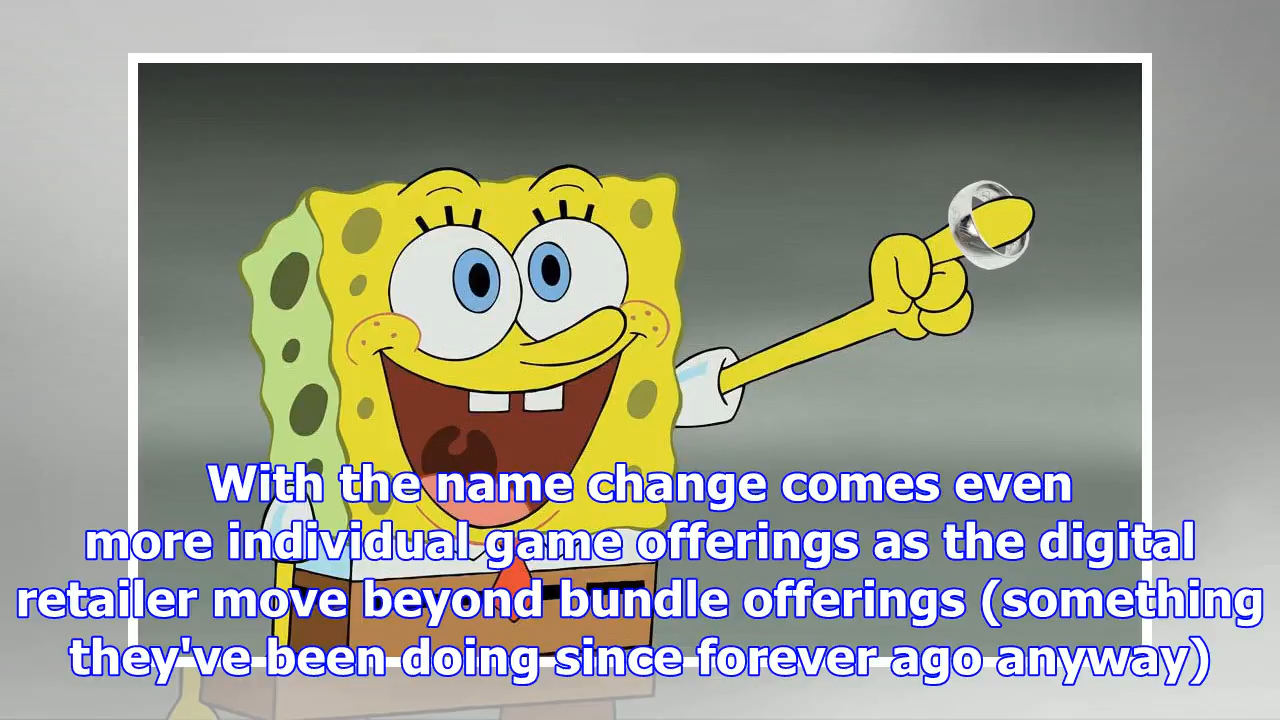 With the name change comes even
more individual game offerings as the digital
retailer move beyond bundle offerings (something
they've been doing since forever ago anyway)